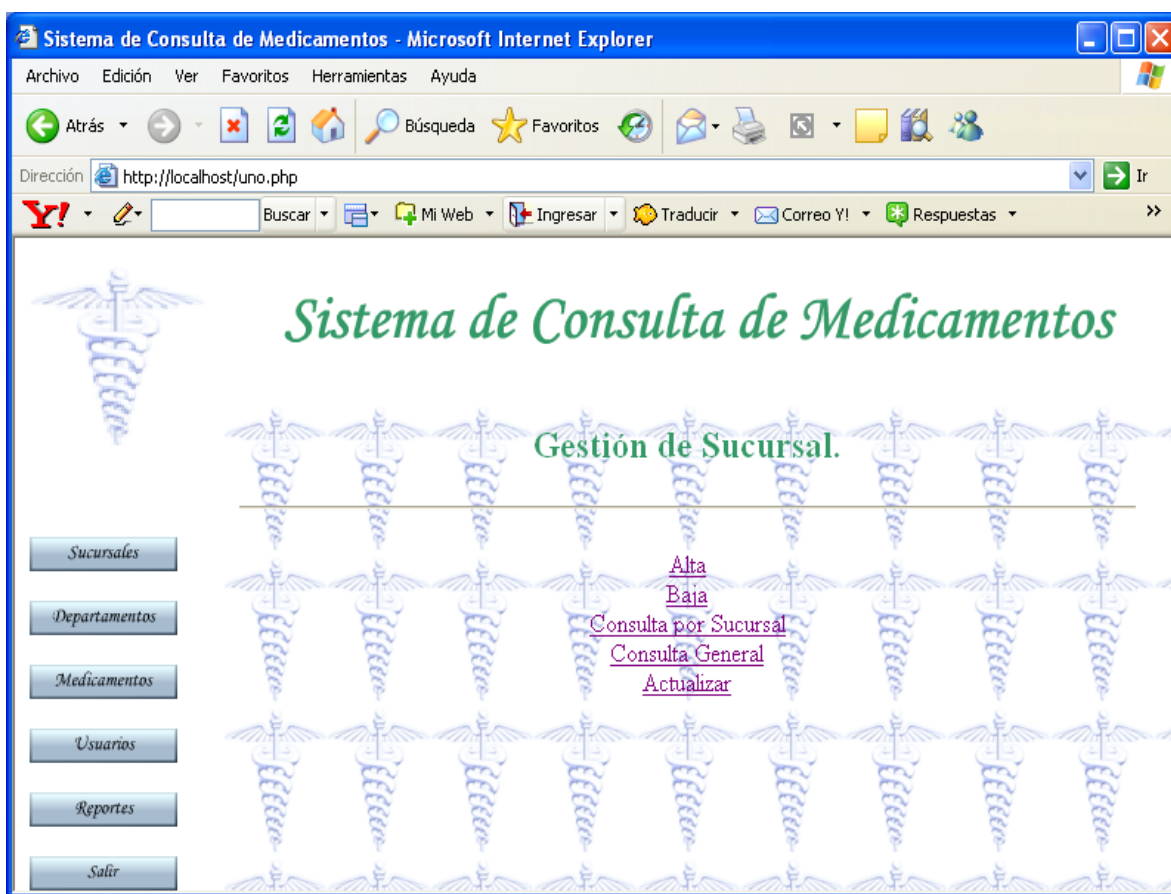 Sistema de Consulta de Medicamentos - Microsoft Internet Explorer
Archivo Edición Ver Favoritos Herramientas Ayuda
Atrás Búsqueda Favoritos
Dirección http://localhost/uno.php Ir
Y! Buscar Mi Web Ingresar Traducir Correo Y! Respuestas >>
Sistema de Consulta de Medicamentos
Gestión de Sucursal.
Sucursales
Departamentos
Medicamentos
Usuarios
Reportes
Salir
Alta
Baja
Consulta por Sucursal
Consulta General
Actualizar